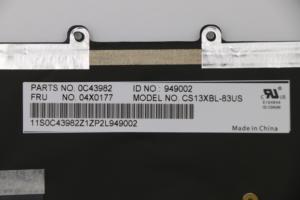 PARTS NO. 0C43982 ID NO.: 949002
FRU NO. 04X0177 MODEL NO. CS13XBL-83US
11S0C43982Z1ZP2L949002
Made in China